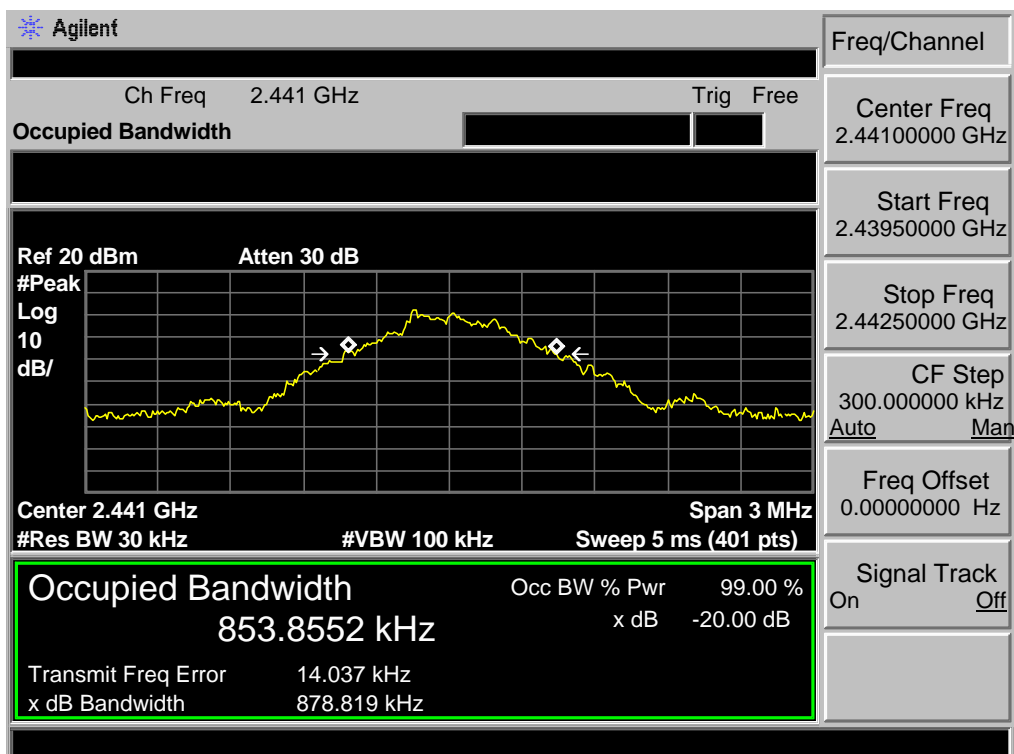 Agilent
Freq/Channel
Ch Freq 2.441 GHz Trig Free
Occupied Bandwidth
Center Freq
2.44100000 GHz
Start Freq
2.43950000 GHz
Ref 20 dBm Atten 30 dB
#Peak
Log
10
dB/
Stop Freq
2.44250000 GHz
CF Step
300.000000 kHz
Auto Man
Center 2.441 GHz Span 3 MHz
#Res BW 30 kHz #VBW 100 kHz Sweep 5 ms (401 pts)
Freq Offset
0.00000000 Hz
Occupied Bandwidth
853.8552 kHz
Occ BW % Pwr 99.00 %
x dB -20.00 dB
Transmit Freq Error 14.037 kHz
x dB Bandwidth 878.819 kHz
Signal Track
On Off